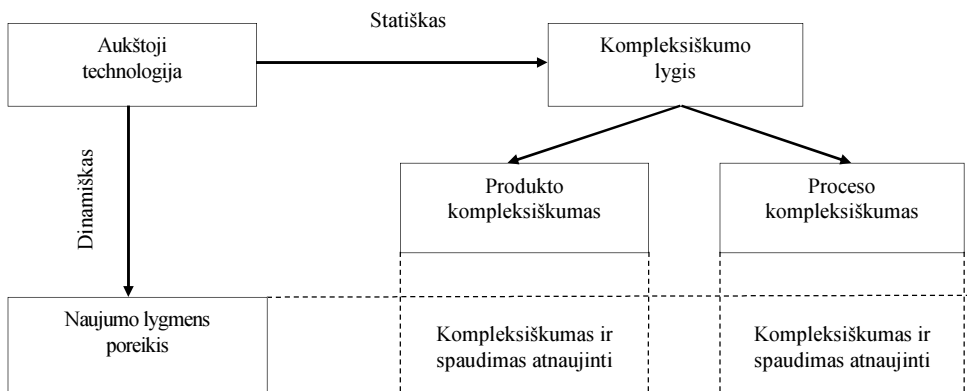 Statiškas
Aukštoji
technologija
Kompleksiškumo
lygis
Dinamiškas
Produkto
kompleksiškumas
Proceso
kompleksiškumas
Naujumo lygmens
poreikis
Kompleksiškumas ir
spaudimas atnaujinti
Kompleksiškumas ir
spaudimas atnaujinti